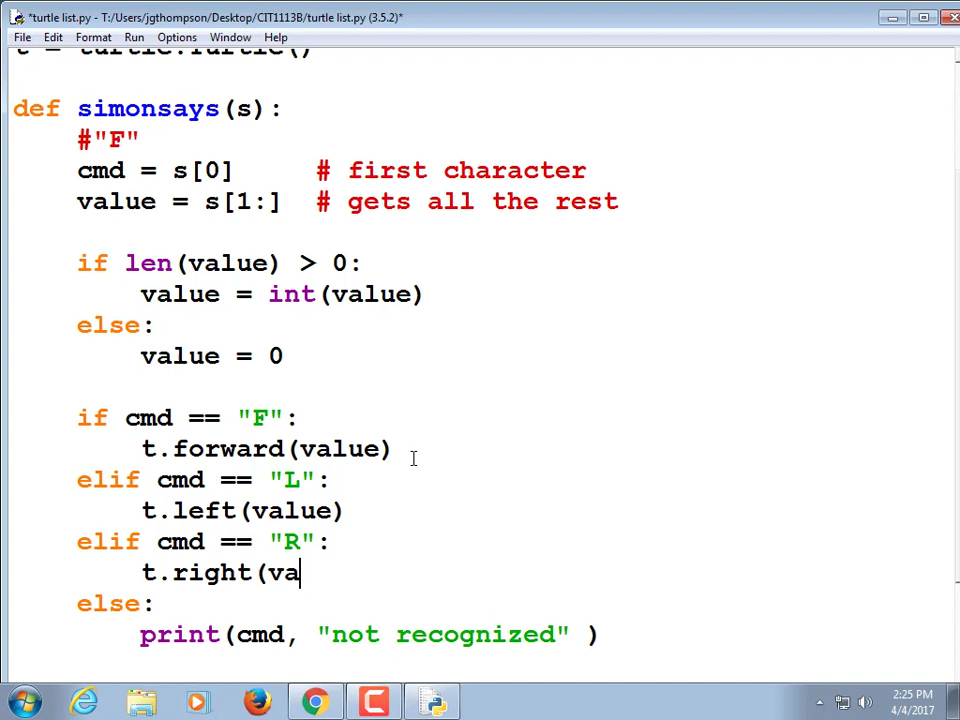 *turtle list.py - T:/Users/jgthompson/Desktop/CIT1113B/turtle list.py (3.5.2)*
File Edit Format Run Options Window Help
t = turtle.Turtle()
def simonsays(s):
#"F"
cmd = s[0] # first character
value = s[1:] # gets all the rest
if len(value) > 0:
value = int(value)
else:
value = 0
if cmd == "F":
t.forward(value)
elif cmd == "L":
t.left(value)
elif cmd == "R":
t.right(va
else:
print(cmd, "not recognized" )
2:25 PM
4/4/2017